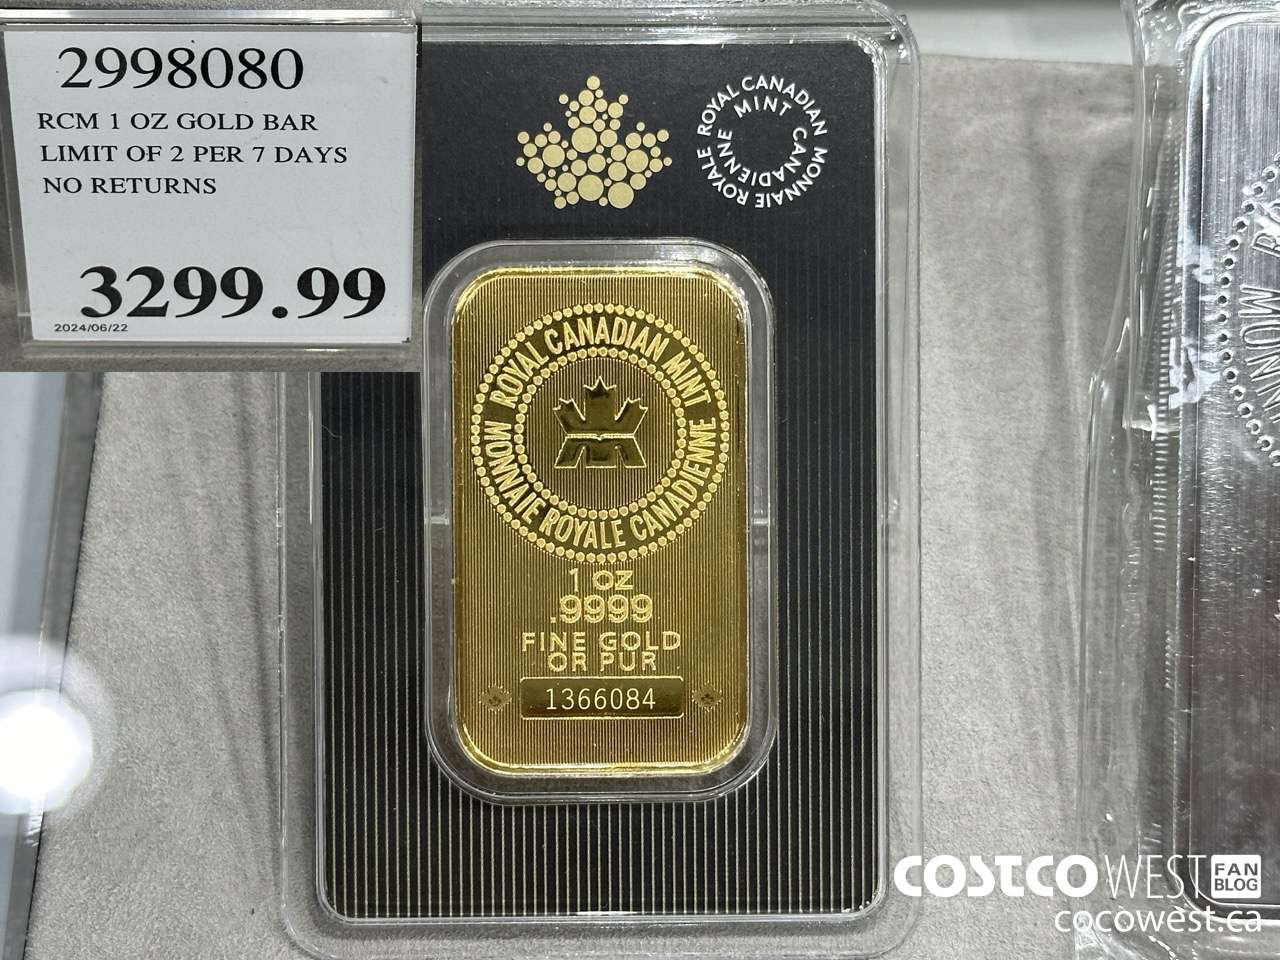 2998080
RCM 1 OZ GOLD BAR
LIMIT OF 2 PER 7 DAYS
NO RETURNS
3299.99
2024/06/22
ROYAL CANADIAN MINT
MONNAIE ROYALE CANADIENNE
ROYAL CANADIAN MINT
MONNAIE ROYALE CANADIENNE
1 OZ
.9999
FINE GOLD
OR PUR
1366084
COSTCO WEST FAN BLOG
cocowest.ca